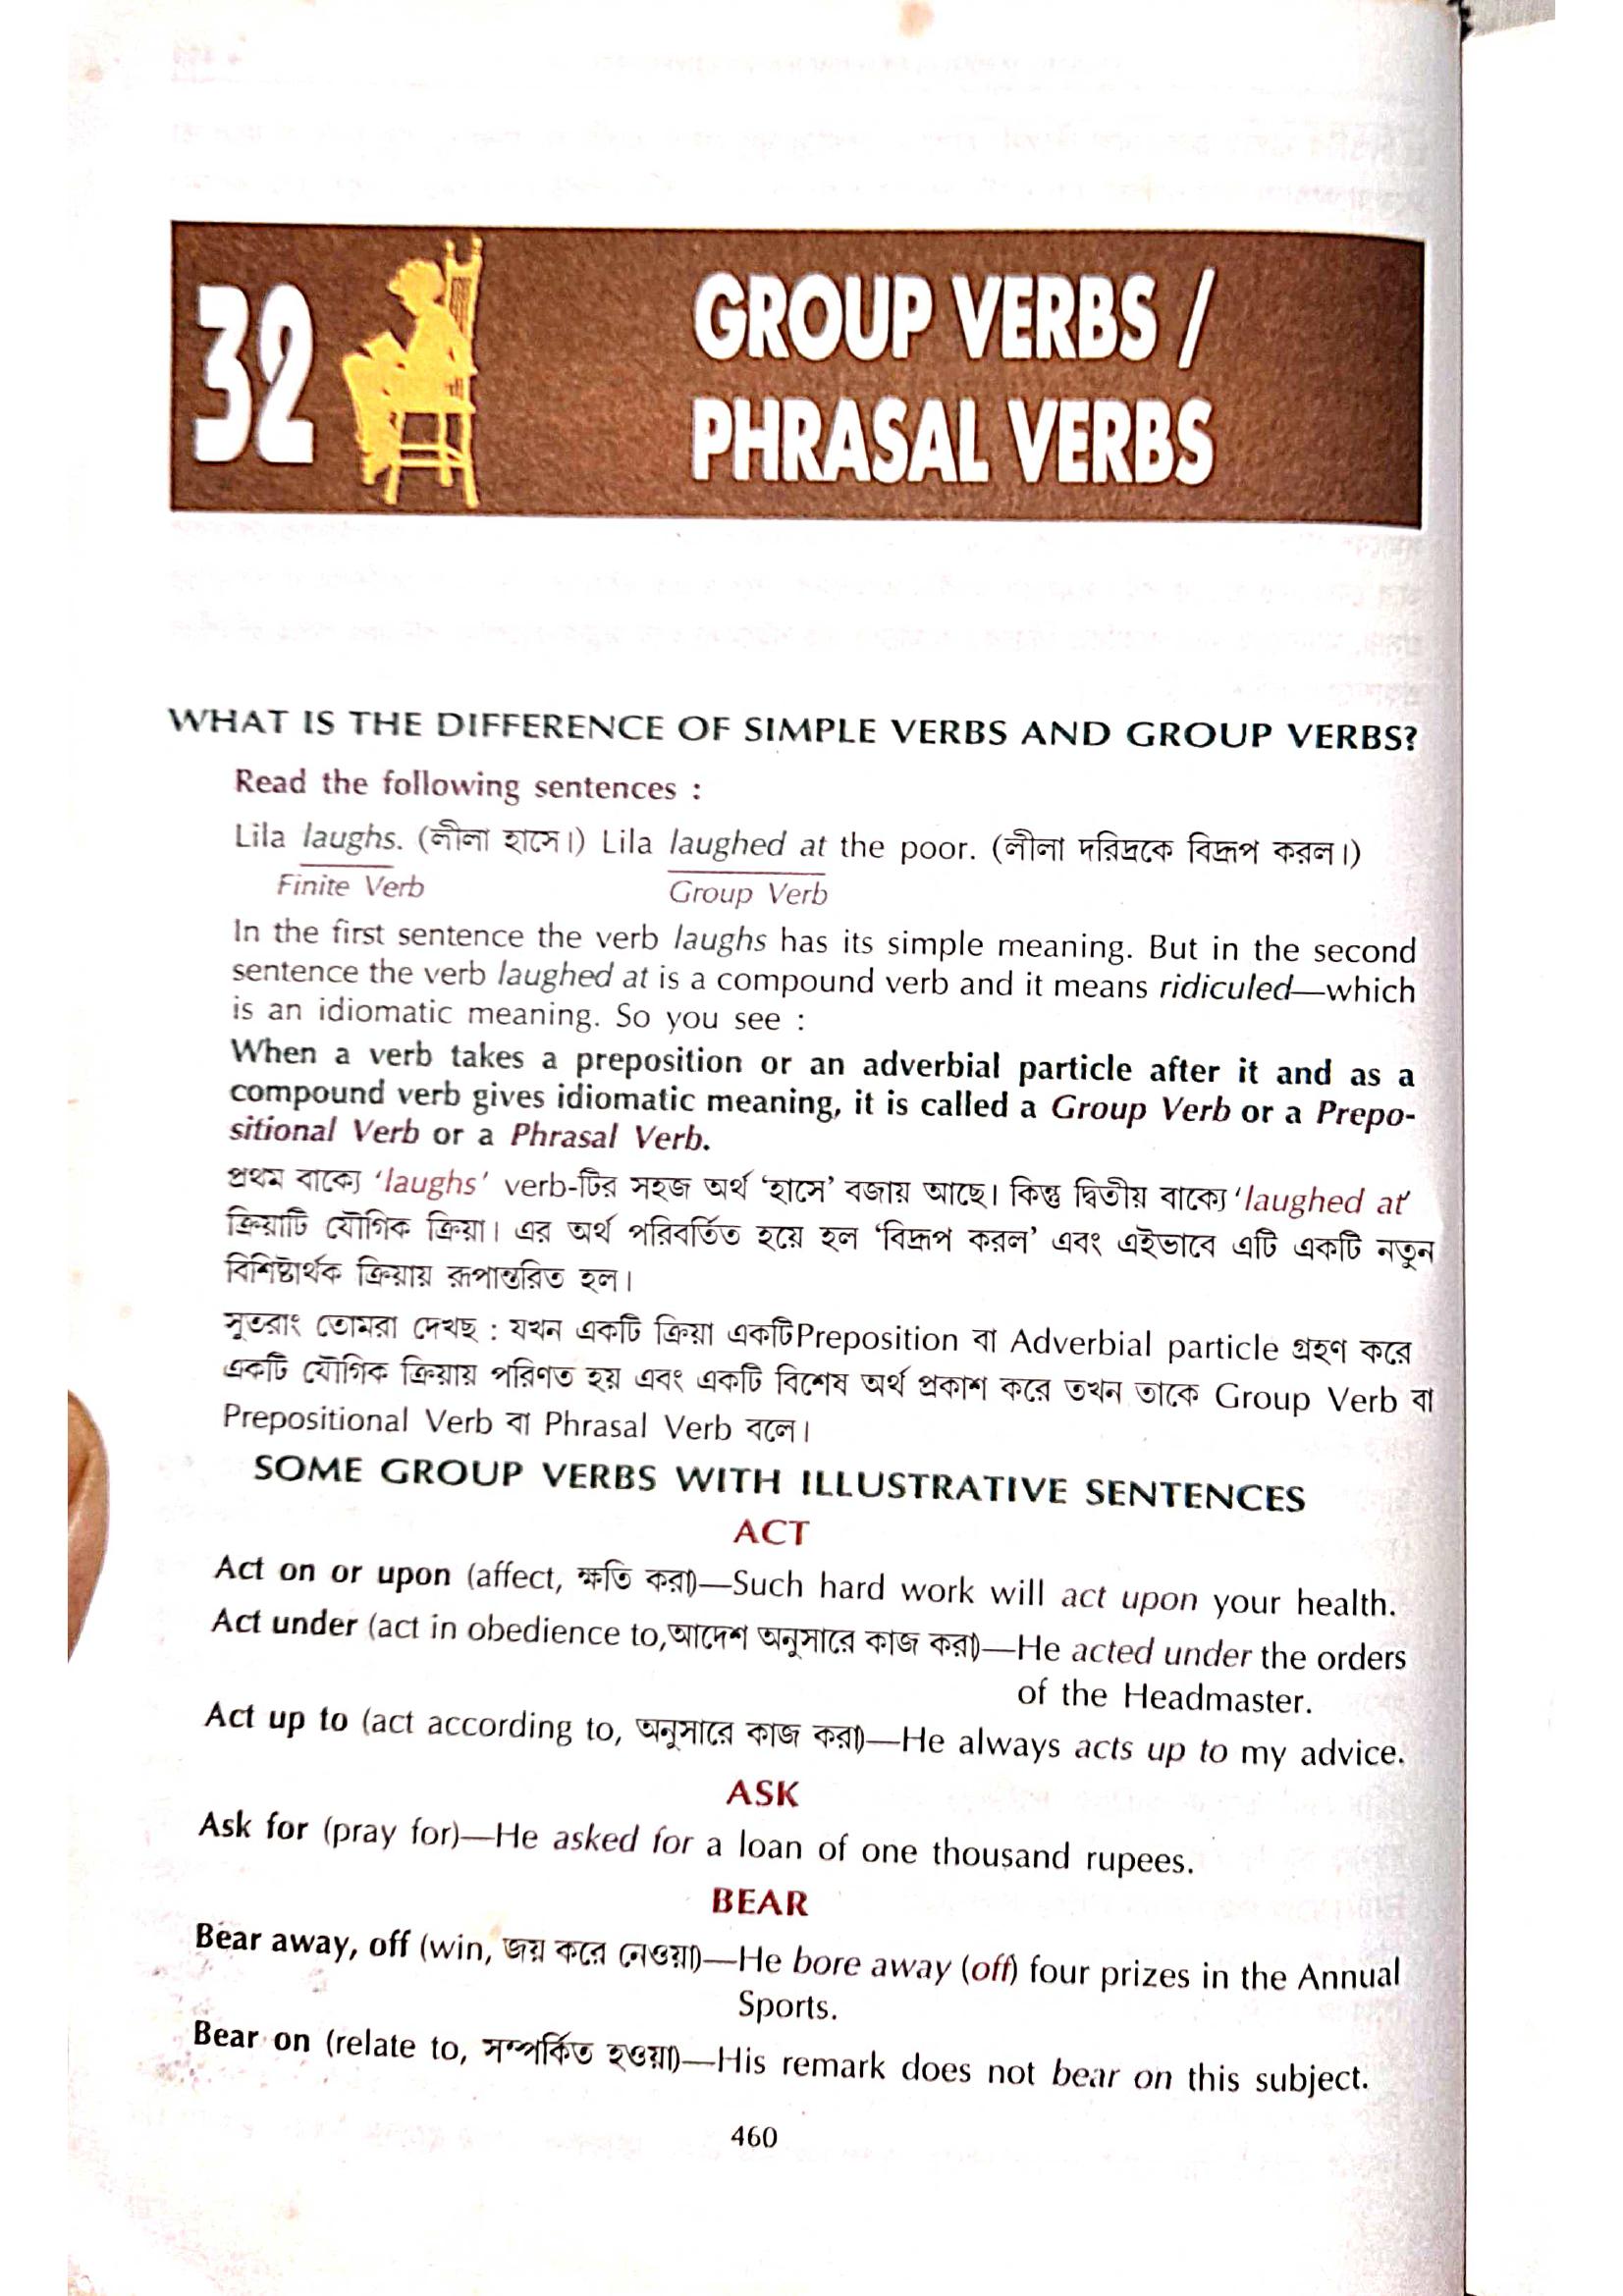 32
GROUP VERBS /
PHRASAL VERBS
WHAT IS THE DIFFERENCE OF SIMPLE VERBS AND GROUP VERBS?
Read the following sentences :
Lila laughs. (লীলা হাসে।) Lila laughed at the poor. (লীলা দরিদ্রকে বিদ্রূপ করল।)
Finite Verb Group Verb
In the first sentence the verb laughs has its simple meaning. But in the second
sentence the verb laughed at is a compound verb and it means ridiculed—which
is an idiomatic meaning. So you see :
When a verb takes a preposition or an adverbial particle after it and as a
compound verb gives idiomatic meaning, it is called a Group Verb or a Prepo-
sitional Verb or a Phrasal Verb.
প্রথম বাক্যে ‘laughs’ verb-টির সহজ অর্থ ‘হাসে’ বজায় আছে। কিন্তু দ্বিতীয় বাক্যে ‘laughed at’
ক্রিয়াটি যৌগিক ক্রিয়া। এর অর্থ পরিবর্তিত হয়ে হল ‘বিদ্রূপ করল’ এবং এইভাবে এটি একটি নতুন
বিশিষ্টার্থক ক্রিয়ায় রূপান্তরিত হল।
সুতরাং তোমরা দেখছ : যখন একটি ক্রিয়া একটি Preposition বা Adverbial particle গ্রহণ করে
একটি যৌগিক ক্রিয়ায় পরিণত হয় এবং একটি বিশেষ অর্থ প্রকাশ করে তখন তাকে Group Verb বা
Prepositional Verb বা Phrasal Verb বলে।
SOME GROUP VERBS WITH ILLUSTRATIVE SENTENCES
ACT
Act on or upon (affect, ক্ষতি করা)—Such hard work will act upon your health.
Act under (act in obedience to, আদেশ অনুসারে কাজ করা)—He acted under the orders
of the Headmaster.
Act up to (act according to, অনুসারে কাজ করা)—He always acts up to my advice.
ASK
Ask for (pray for)—He asked for a loan of one thousand rupees.
BEAR
Bear away, off (win, জয় করে নেওয়া)—He bore away (off) four prizes in the Annual
Sports.
Bear on (relate to, সম্পর্কিত হওয়া)—His remark does not bear on this subject.
460